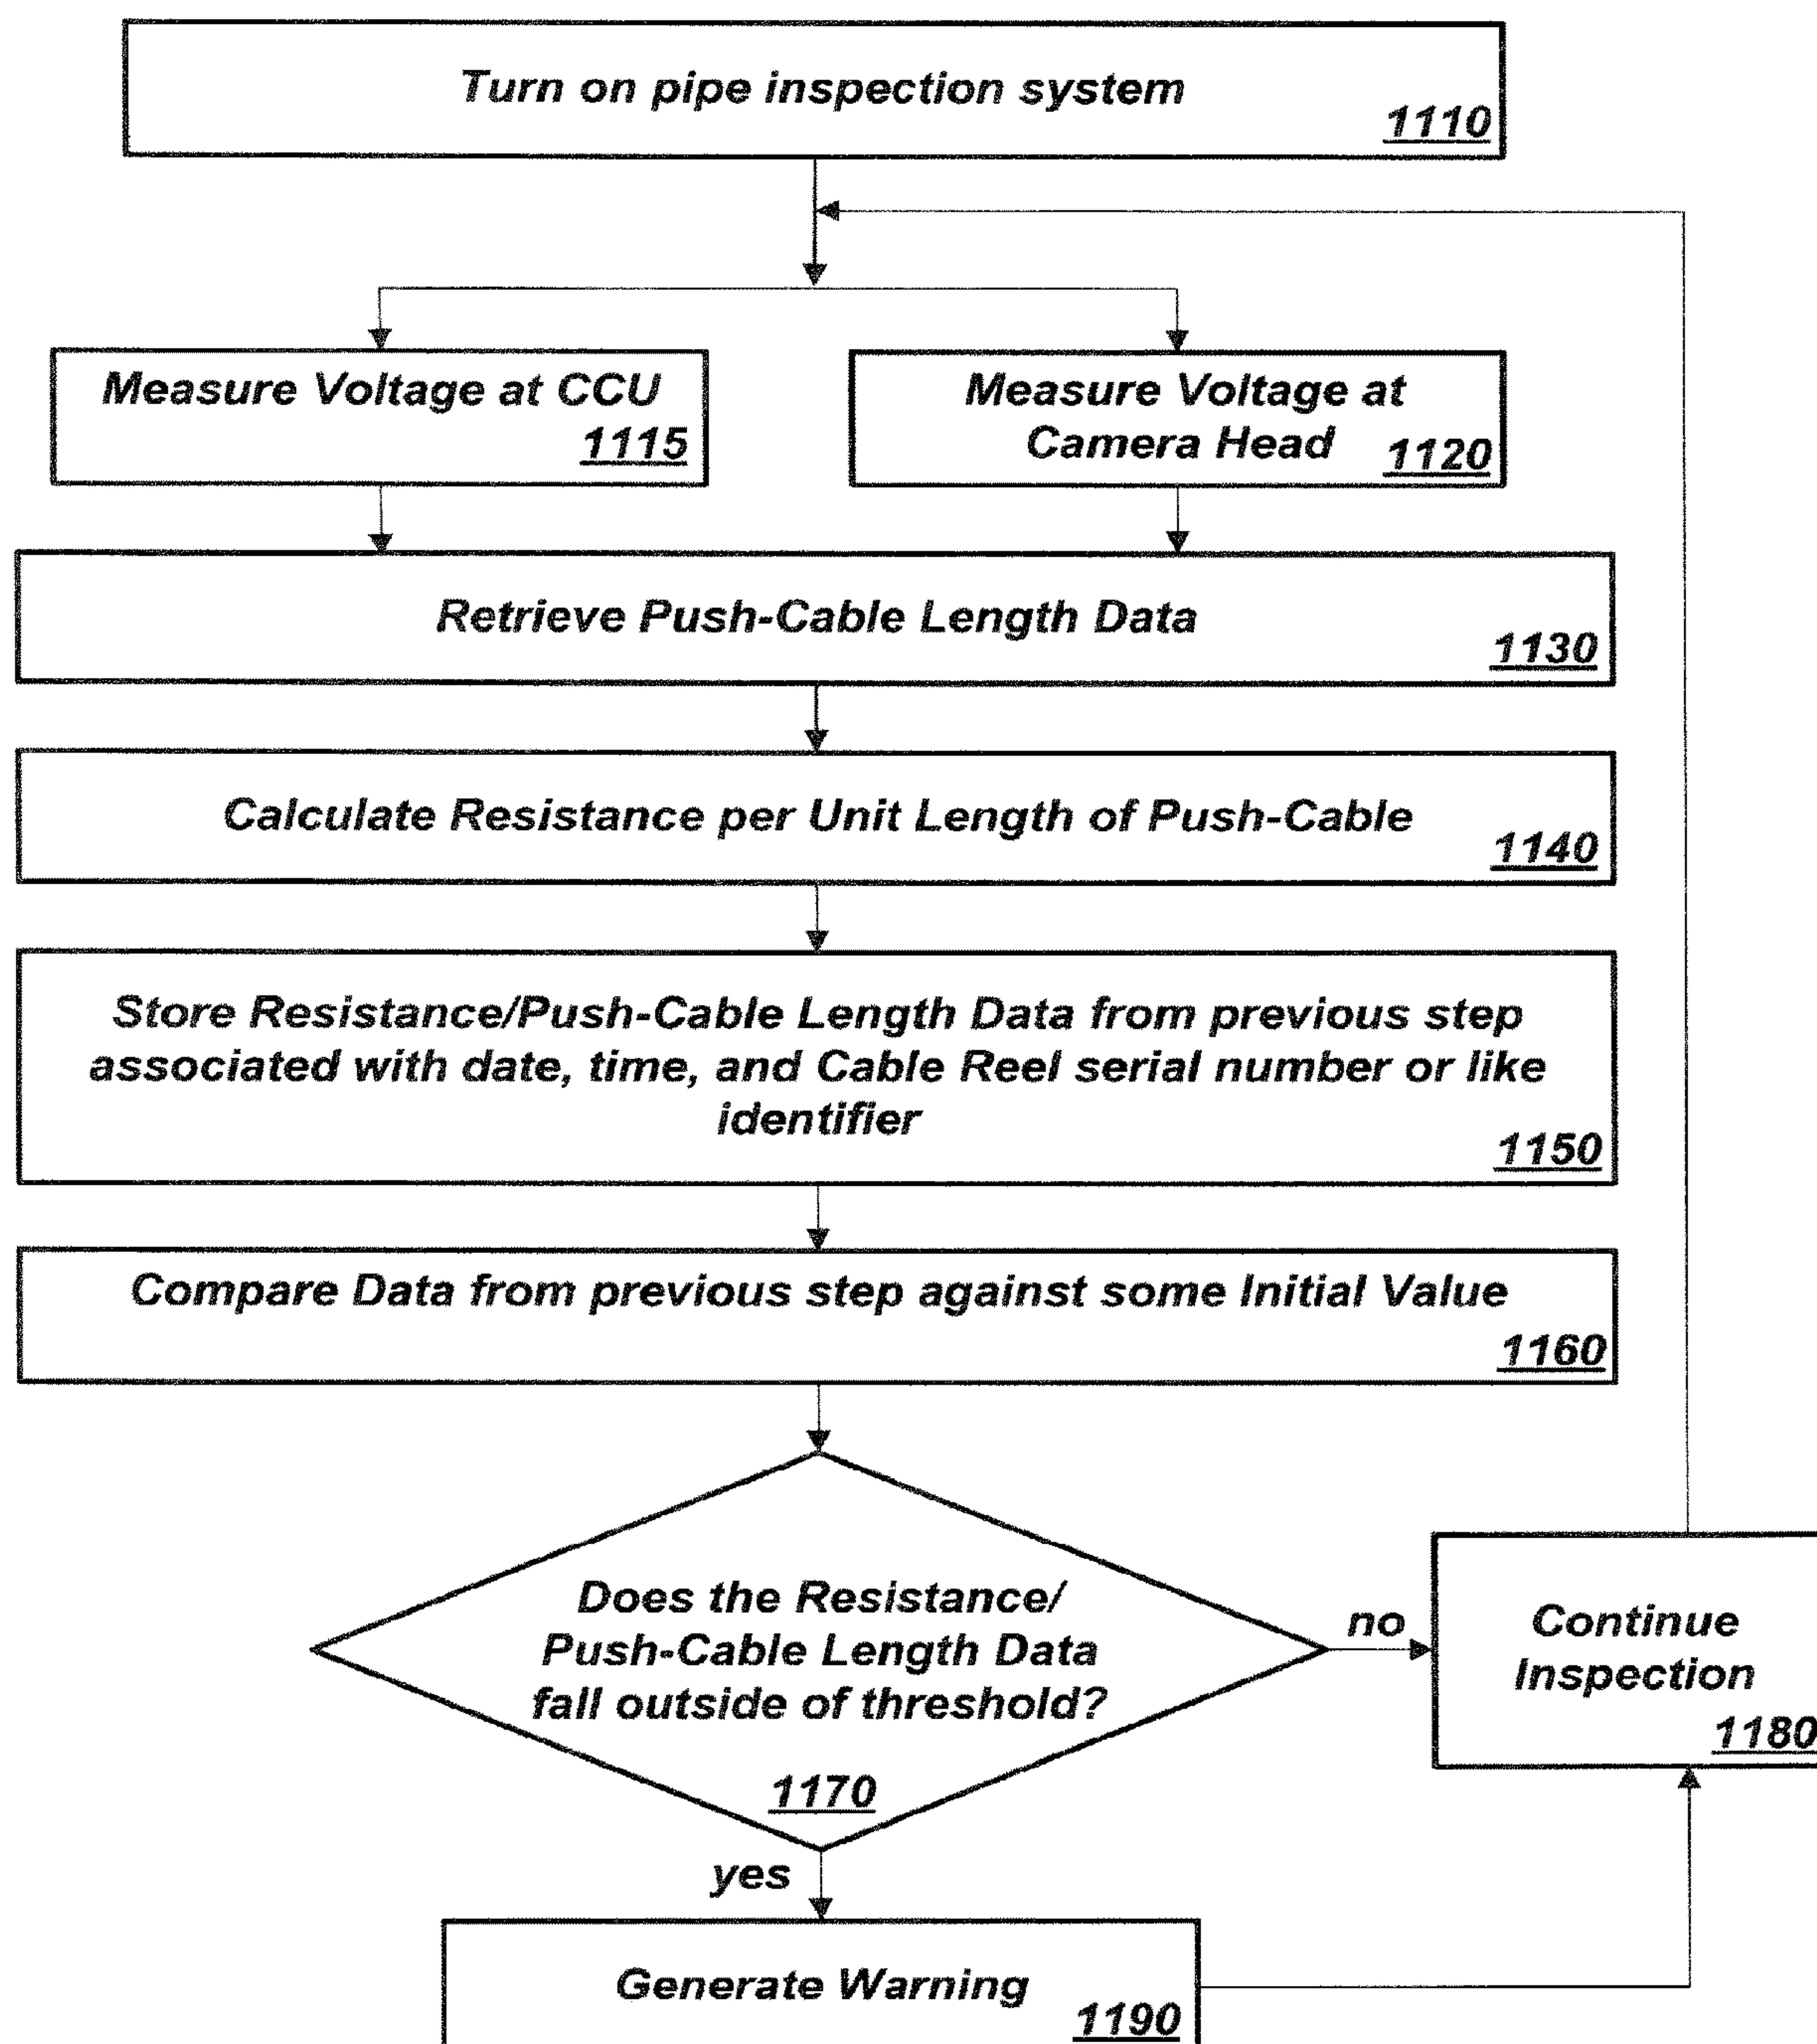 Turn on pipe inspection system
1110
Measure Voltage at CCU
1115
Measure Voltage at
Camera Head
1120
Retrieve Push-Cable Length Data
1130
Calculate Resistance per Unit Length of Push-Cable
1140
Store Resistance/Push-Cable Length Data from previous step
associated with date, time, and Cable Reel serial number or like
identifier
1150
Compare Data from previous step against some Initial Value
1160
Does the Resistance/
Push-Cable Length Data
fall outside of threshold?
1170
no
Continue
Inspection
1180
yes
Generate Warning
1190